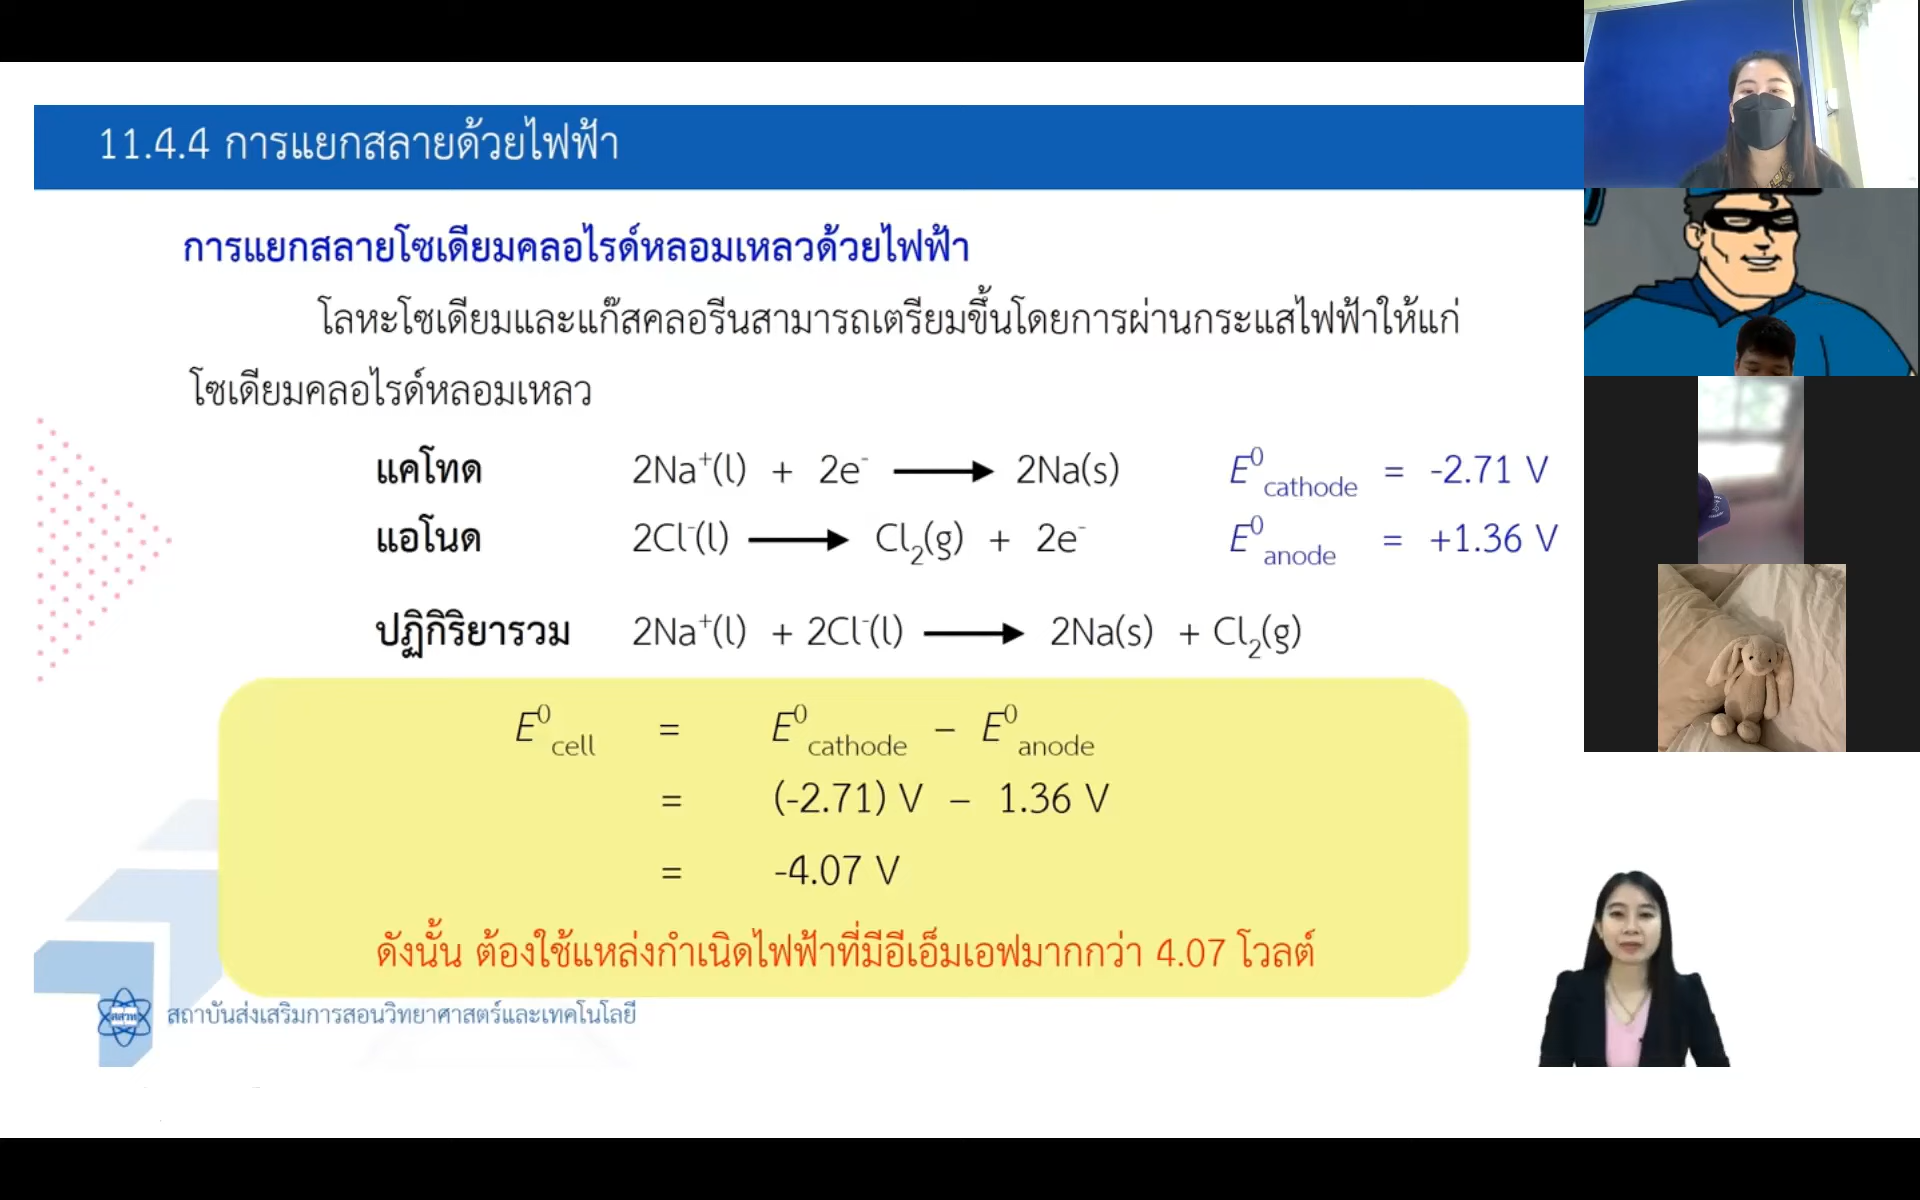 11.4.4 การแยกสลายด้วยไฟฟ้า
การแยกสลายโซเดียมคลอไรด์หลอมเหลวด้วยไฟฟ้า
โลหะโซเดียมและแก๊สคลอรีนสามารถเตรียมขึ้นโดยการผ่านกระแสไฟฟ้าให้แก่
โซเดียมคลอไรด์หลอมเหลว
แคโทด 2Na⁺(l) + 2e⁻ ⟶ 2Na(s) E⁰cathode = -2.71 V
แอโนด 2Cl⁻(l) ⟶ Cl₂(g) + 2e⁻ E⁰anode = +1.36 V
ปฏิกิริยารวม 2Na⁺(l) + 2Cl⁻(l) ⟶ 2Na(s) + Cl₂(g)
E⁰cell = E⁰cathode – E⁰anode
= (-2.71) V – 1.36 V
= -4.07 V
ดังนั้น ต้องใช้แหล่งกำเนิดไฟฟ้าที่มีอีเอ็มเอฟมากกว่า 4.07 โวลต์
สสวท
สถาบันส่งเสริมการสอนวิทยาศาสตร์และเทคโนโลยี